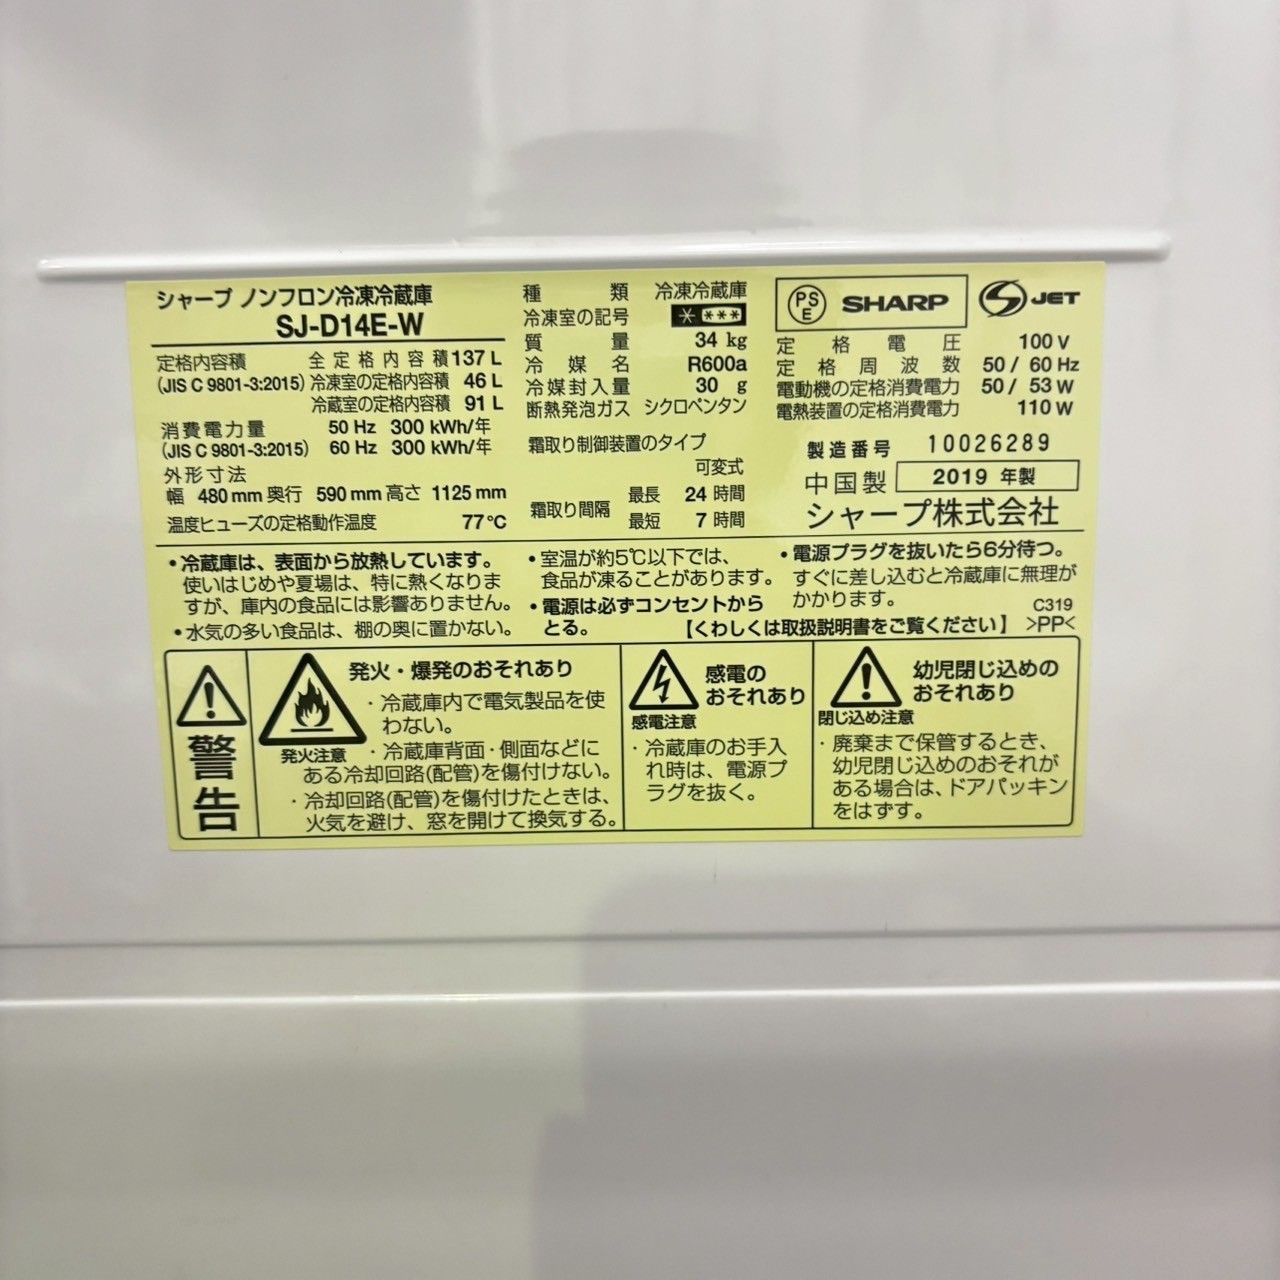 シャープ ノンフロン冷凍冷蔵庫
SJ-D14E-W
定格内容積 全定格内容積 137 L
(JIS C 9801-3:2015) 冷凍室の定格内容積 46 L
冷蔵室の定格内容積 91 L
消費電力量 50 Hz 300 kWh/年
(JIS C 9801-3:2015) 60 Hz 300 kWh/年
外形寸法
幅 480 mm 奥行 590 mm 高さ 1125 mm
温度ヒューズの定格動作温度 77℃
種類 冷凍冷蔵庫
冷凍室の記号 * ***
質量 34 kg
冷媒名 R600a
冷媒封入量 30 g
断熱発泡ガス シクロペンタン
霜取り制御装置のタイプ
可変式
霜取り間隔 最長 24 時間
最短 7 時間
PSE SHARP S JET
定格電圧 100 V
定格周波数 50 / 60 Hz
電動機の定格消費電力 50 / 53 W
電熱装置の定格消費電力 110 W
製造番号 10026289
中国製 2019 年製
シャープ株式会社
・冷蔵庫は、表面から放熱しています。
使いはじめや夏場は、特に熱くなりま
すが、庫内の食品には影響ありません。
・水気の多い食品は、棚の奥に置かない。
・室温が約5℃以下では、
食品が凍ることがあります。
・電源は必ずコンセントから
とる。
・電源プラグを抜いたら6分待つ。
すぐに差し込むと冷蔵庫に無理が
かかります。
C319
【くわしくは取扱説明書をご覧ください】 >PP<
警告
発火・爆発のおそれあり
発火注意
・冷蔵庫内で電気製品を使
わない。
・冷蔵庫背面・側面などに
ある冷却回路(配管)を傷付けない。
・冷却回路(配管)を傷付けたときは、
火気を避け、窓を開けて換気する。
感電の
おそれあり
感電注意
・冷蔵庫のお手入
れ時は、電源プ
ラグを抜く。
幼児閉じ込めの
おそれあり
閉じ込め注意
・廃棄まで保管するとき、
幼児閉じ込めのおそれが
ある場合は、ドアパッキン
をはずす。